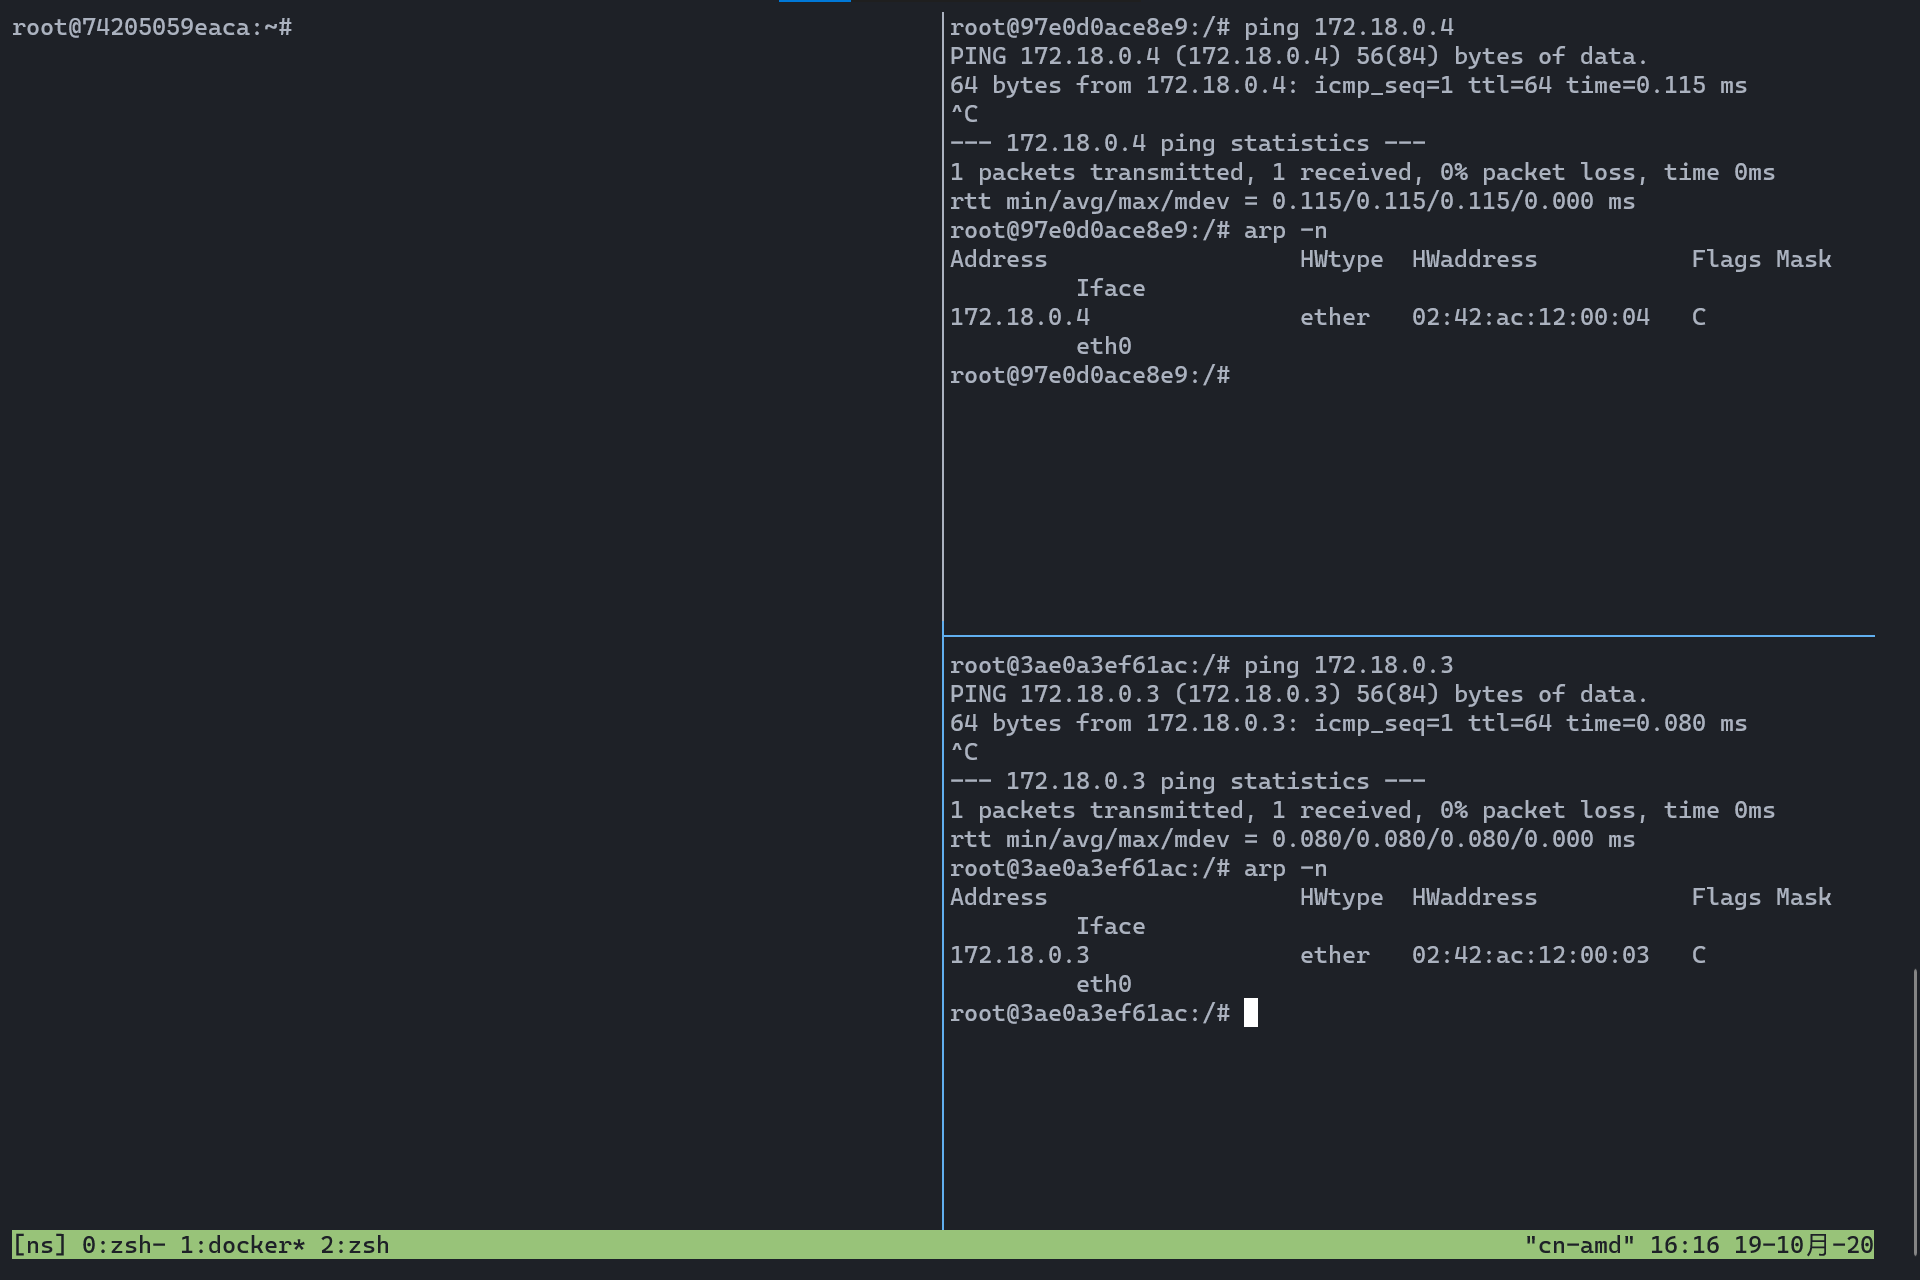 root@74205059eaca:~#
root@97e0d0ace8e9:/# ping 172.18.0.4
PING 172.18.0.4 (172.18.0.4) 56(84) bytes of data.
64 bytes from 172.18.0.4: icmp_seq=1 ttl=64 time=0.115 ms
^C
--- 172.18.0.4 ping statistics ---
1 packets transmitted, 1 received, 0% packet loss, time 0ms
rtt min/avg/max/mdev = 0.115/0.115/0.115/0.000 ms
root@97e0d0ace8e9:/# arp -n
Address                  HWtype  HWaddress           Flags Mask
         Iface
172.18.0.4               ether   02:42:ac:12:00:04   C
         eth0
root@97e0d0ace8e9:/#
root@3ae0a3ef61ac:/# ping 172.18.0.3
PING 172.18.0.3 (172.18.0.3) 56(84) bytes of data.
64 bytes from 172.18.0.3: icmp_seq=1 ttl=64 time=0.080 ms
^C
--- 172.18.0.3 ping statistics ---
1 packets transmitted, 1 received, 0% packet loss, time 0ms
rtt min/avg/max/mdev = 0.080/0.080/0.080/0.000 ms
root@3ae0a3ef61ac:/# arp -n
Address                  HWtype  HWaddress           Flags Mask
         Iface
172.18.0.3               ether   02:42:ac:12:00:03   C
         eth0
root@3ae0a3ef61ac:/#
[ns] 0:zsh- 1:docker* 2:zsh "cn-amd" 16:16 19-10月-20